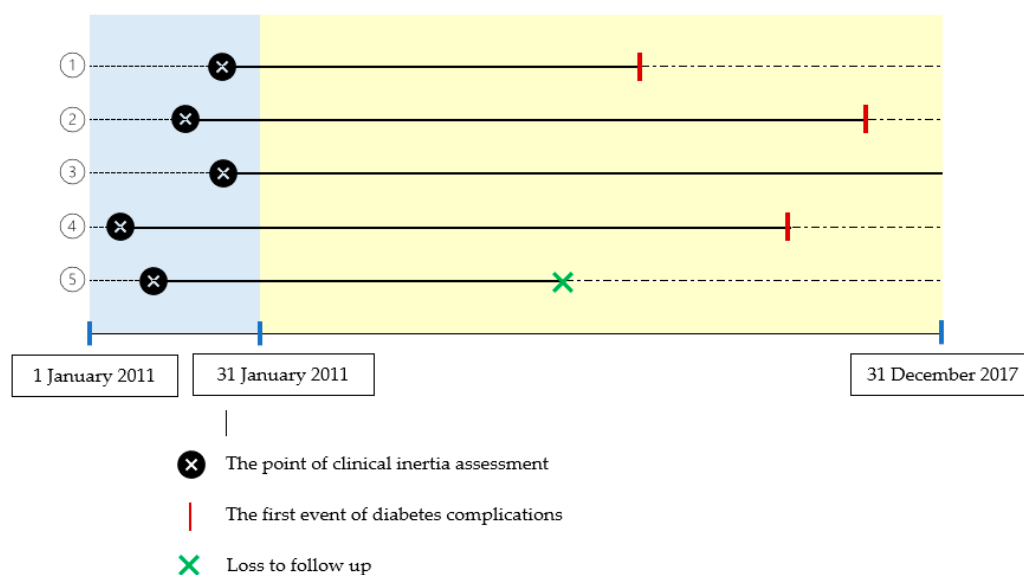 1
2
3
4
5
1 January 2011
31 January 2011
31 December 2017
The point of clinical inertia assessment
The first event of diabetes complications
Loss to follow up